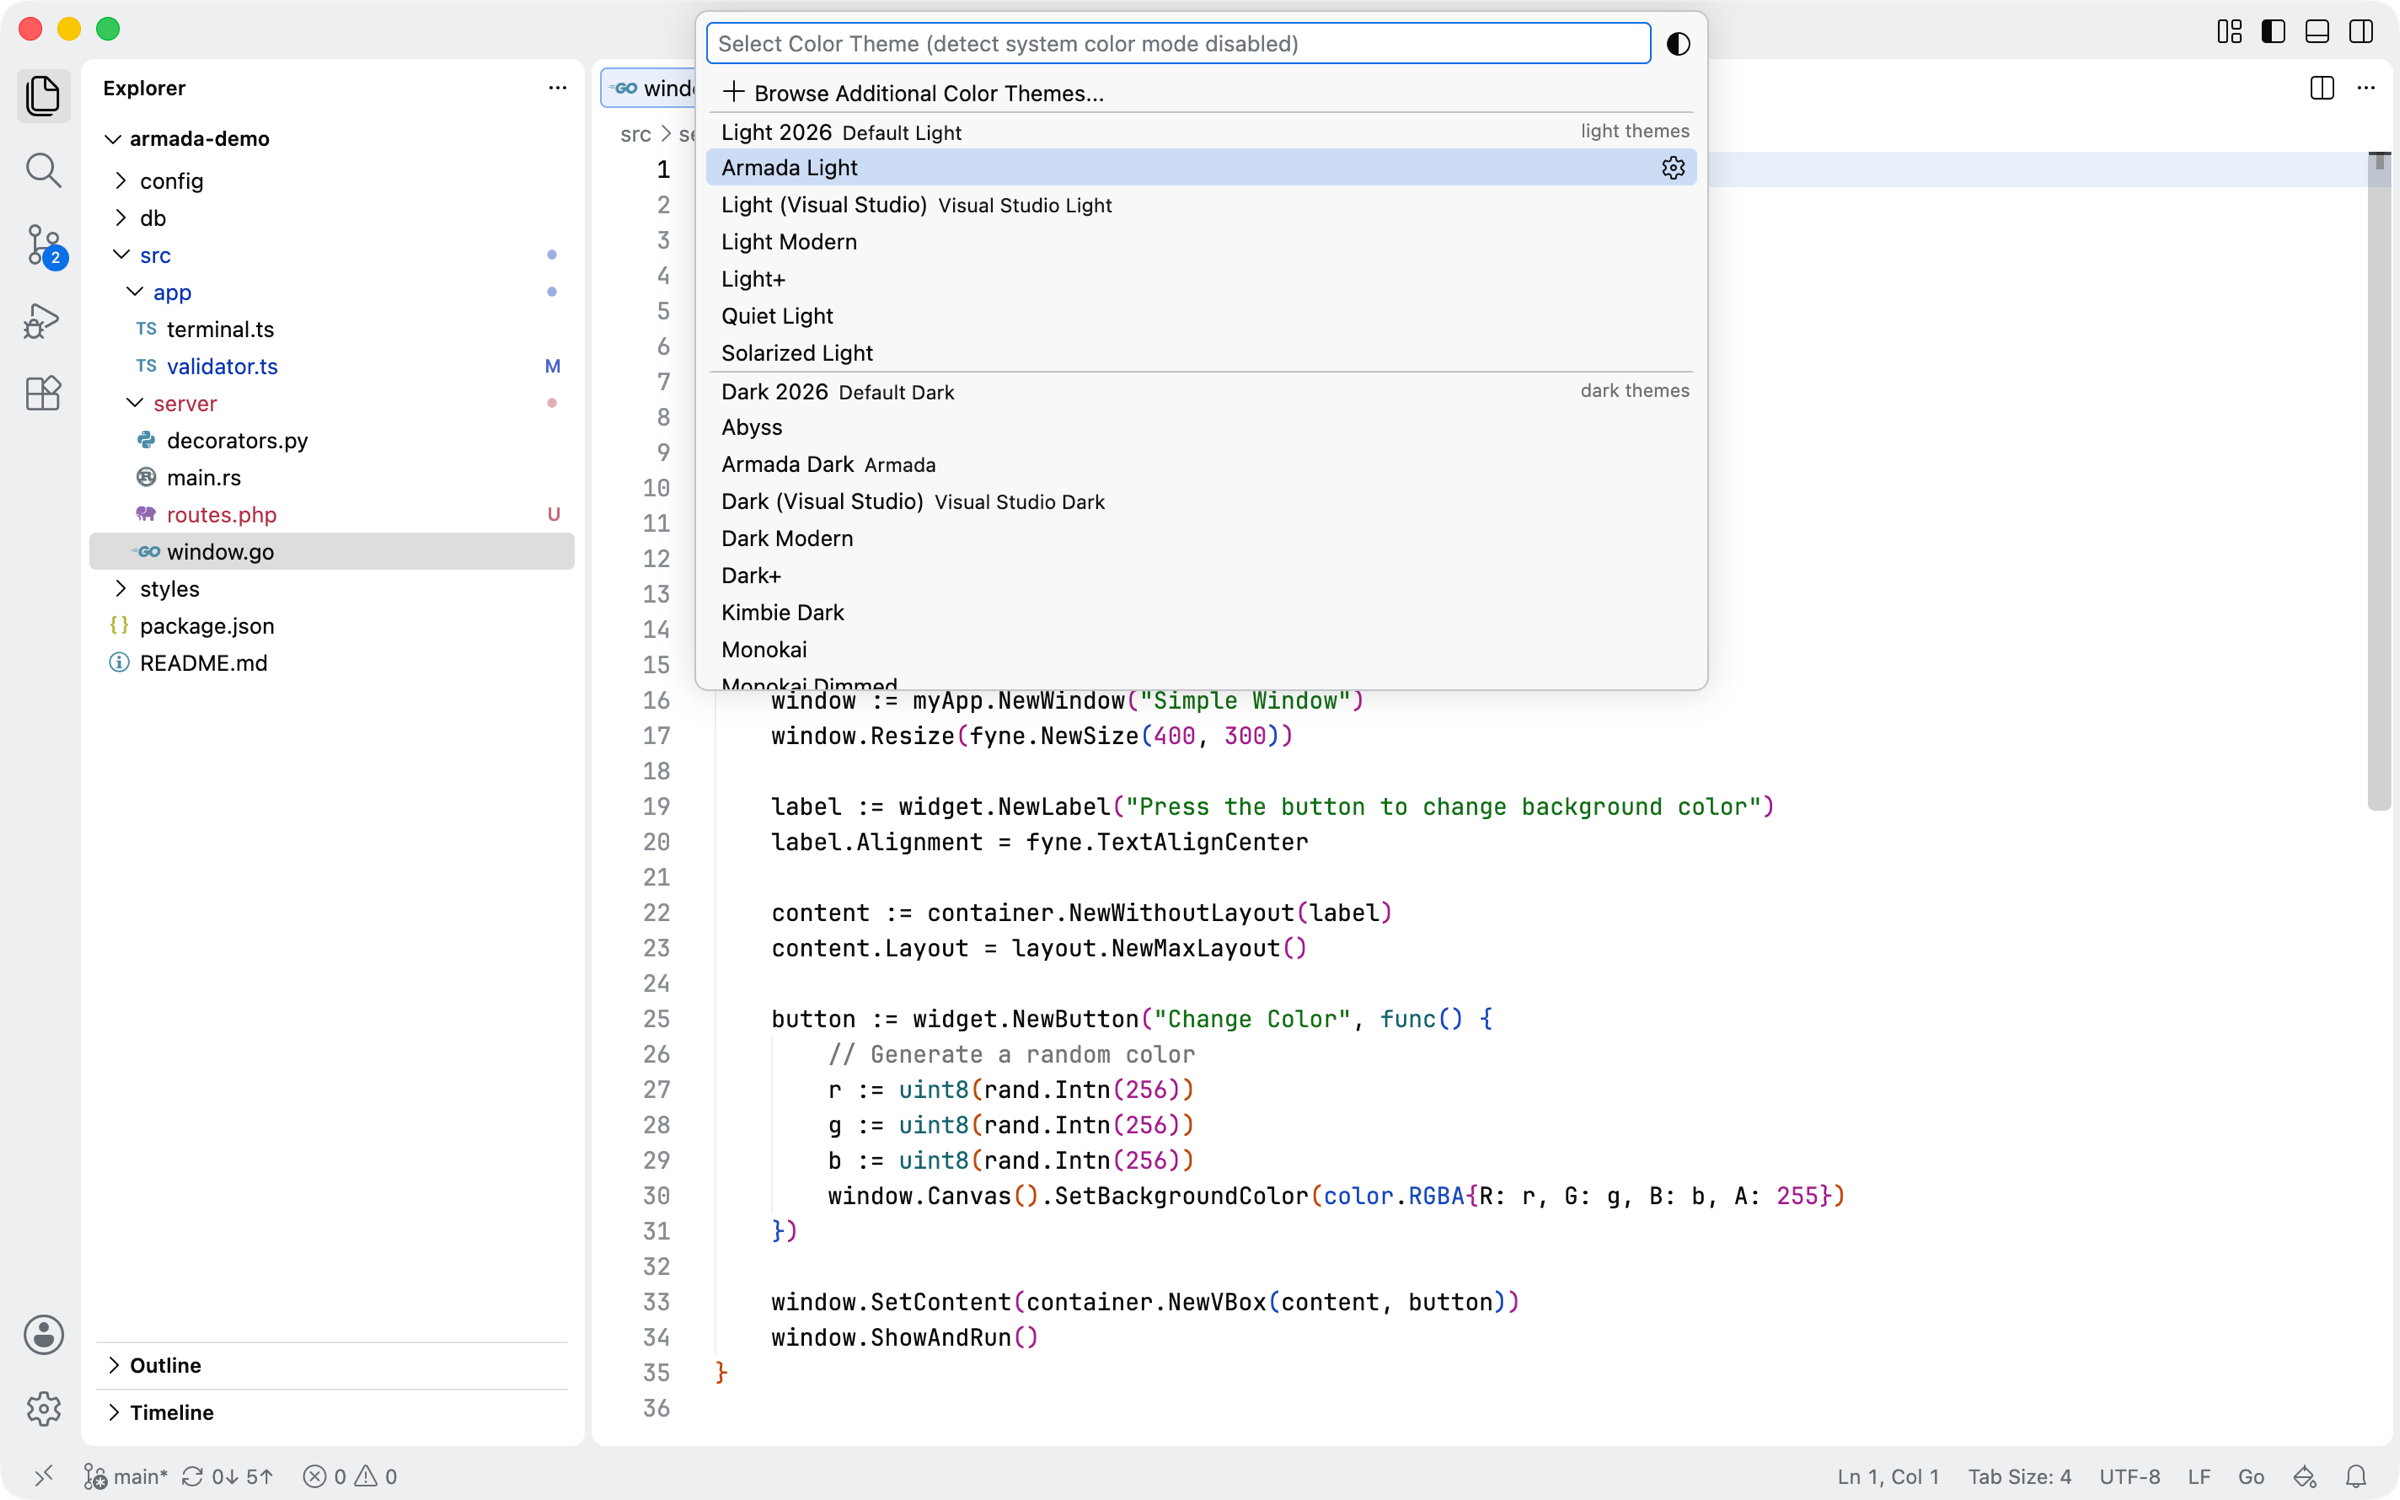 Select Color Theme (detect system color mode disabled)
Browse Additional Color Themes...
Light 2026 Default Light light themes
Armada Light
Light (Visual Studio) Visual Studio Light
Light Modern
Light+
Quiet Light
Solarized Light
Dark 2026 Default Dark dark themes
Abyss
Armada Dark Armada
Dark (Visual Studio) Visual Studio Dark
Dark Modern
Dark+
Kimbie Dark
Monokai
Monokai Dimmed
Explorer
armada-demo
config
db
src
app
TS terminal.ts
TS validator.ts M
server
decorators.py
main.rs
routes.php U
GO window.go
styles
{} package.json
README.md
Outline
Timeline
2
GO
src >
1
2
3
4
5
6
7
8
9
10
11
12
13
14
15
16 window := myApp.NewWindow("Simple Window")
17 window.Resize(fyne.NewSize(400, 300))
18
19 label := widget.NewLabel("Press the button to change background color")
20 label.Alignment = fyne.TextAlignCenter
21
22 content := container.NewWithoutLayout(label)
23 content.Layout = layout.NewMaxLayout()
24
25 button := widget.NewButton("Change Color", func() {
26 // Generate a random color
27 r := uint8(rand.Intn(256))
28 g := uint8(rand.Intn(256))
29 b := uint8(rand.Intn(256))
30 window.Canvas().SetBackgroundColor(color.RGBA{R: r, G: g, B: b, A: 255})
31 })
32
33 window.SetContent(container.NewVBox(content, button))
34 window.ShowAndRun()
35 }
36
main* 0↓ 5↑ 0 0 Ln 1, Col 1 Tab Size: 4 UTF-8 LF Go